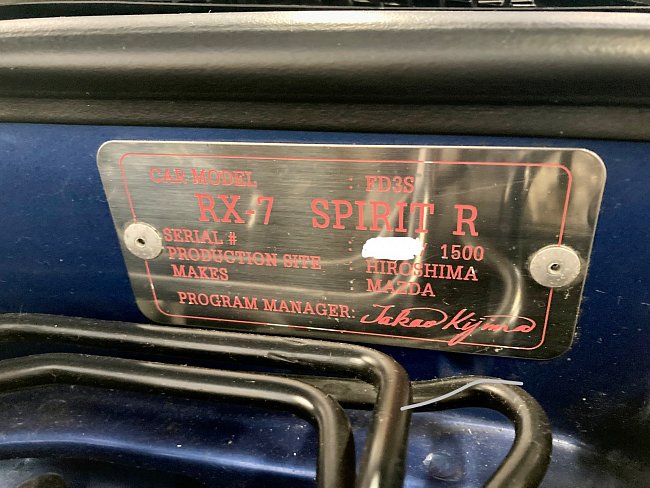 CAR MODEL : FD3S
RX-7 SPIRIT R
SERIAL # : / 1500
PRODUCTION SITE : HIROSHIMA
MAKES : MAZDA
PROGRAM MANAGER: Takao Kijima